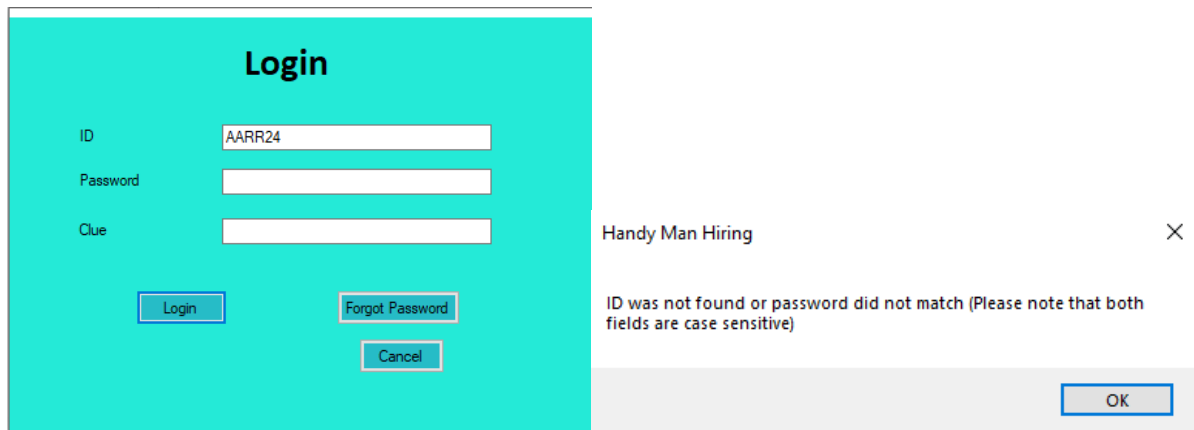 Login
ID
AARR24
Password
Clue
Login
Forgot Password
Cancel
Handy Man Hiring
ID was not found or password did not match (Please note that both
fields are case sensitive)
OK